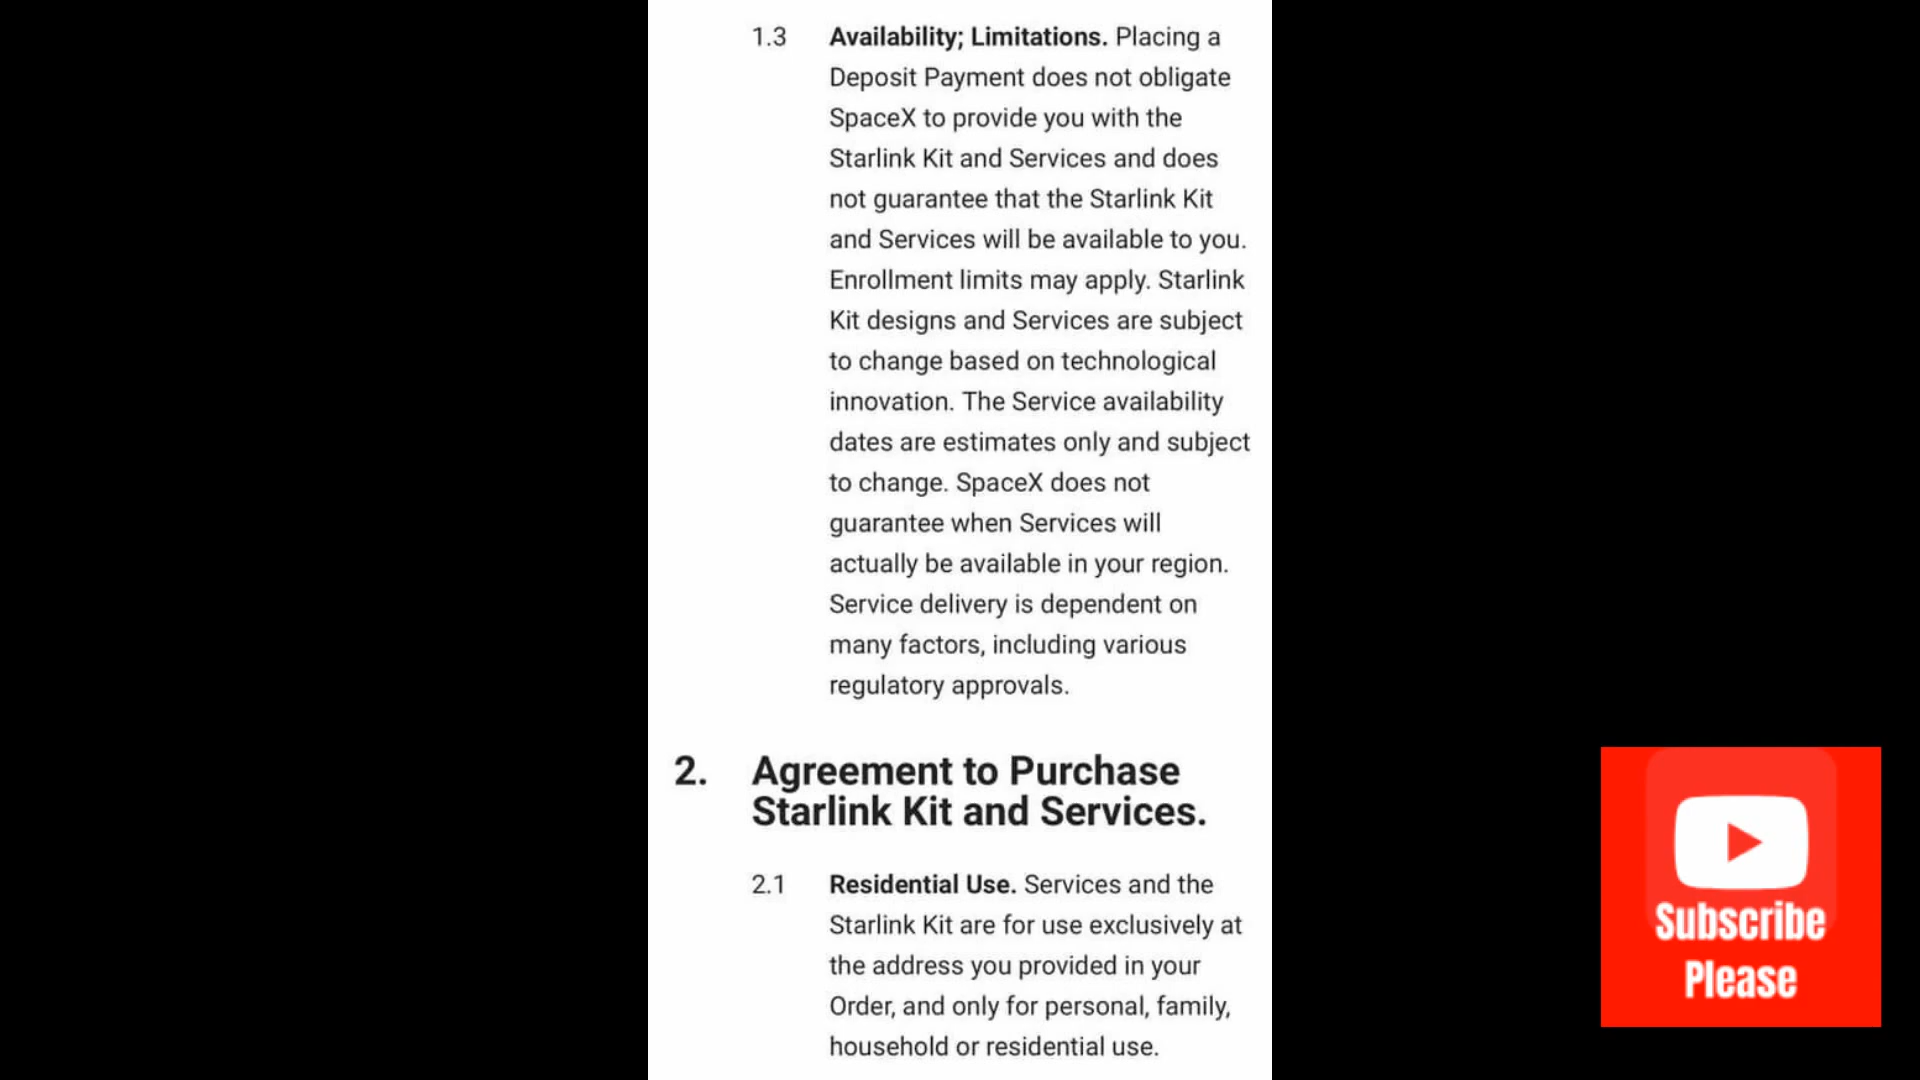 1.3 Availability; Limitations. Placing a
Deposit Payment does not obligate
SpaceX to provide you with the
Starlink Kit and Services and does
not guarantee that the Starlink Kit
and Services will be available to you.
Enrollment limits may apply. Starlink
Kit designs and Services are subject
to change based on technological
innovation. The Service availability
dates are estimates only and subject
to change. SpaceX does not
guarantee when Services will
actually be available in your region.
Service delivery is dependent on
many factors, including various
regulatory approvals.
2. Agreement to Purchase
Starlink Kit and Services.
2.1 Residential Use. Services and the
Starlink Kit are for use exclusively at
the address you provided in your
Order, and only for personal, family,
household or residential use.
Subscribe
Please